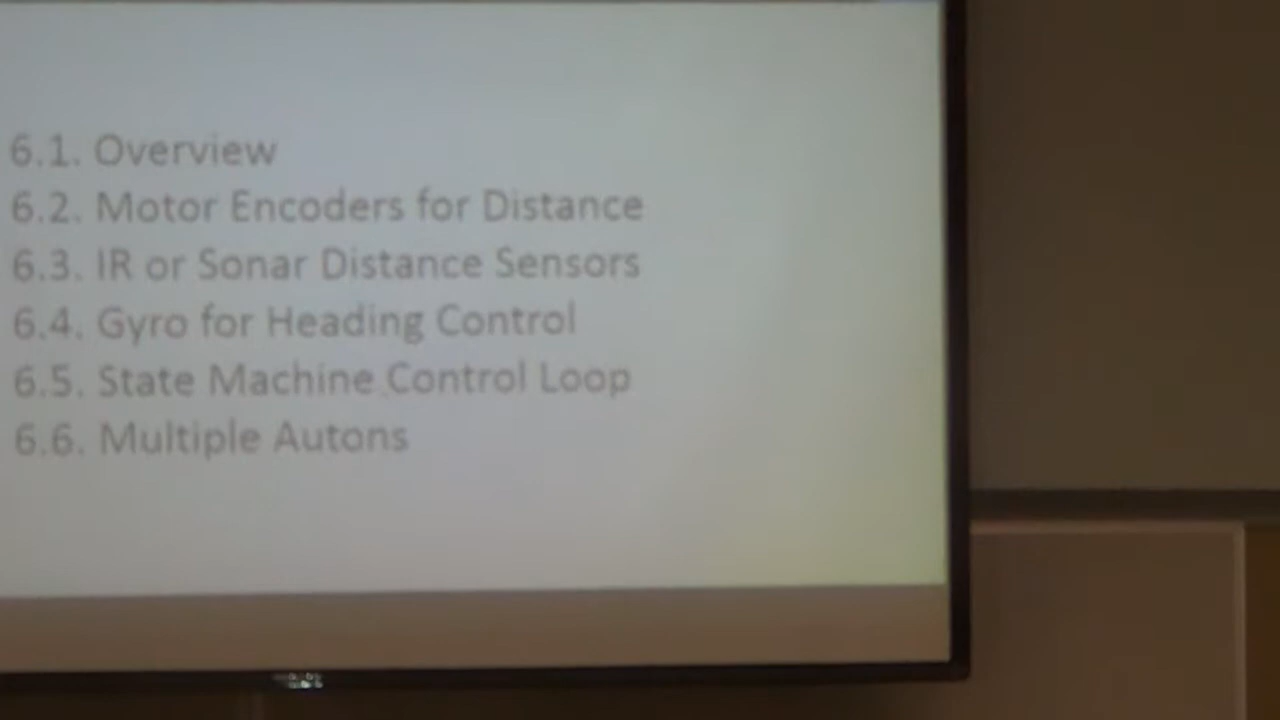 6.1. Overview
6.2. Motor Encoders for Distance
6.3. IR or Sonar Distance Sensors
6.4. Gyro for Heading Control
6.5. State Machine Control Loop
6.6. Multiple Autons